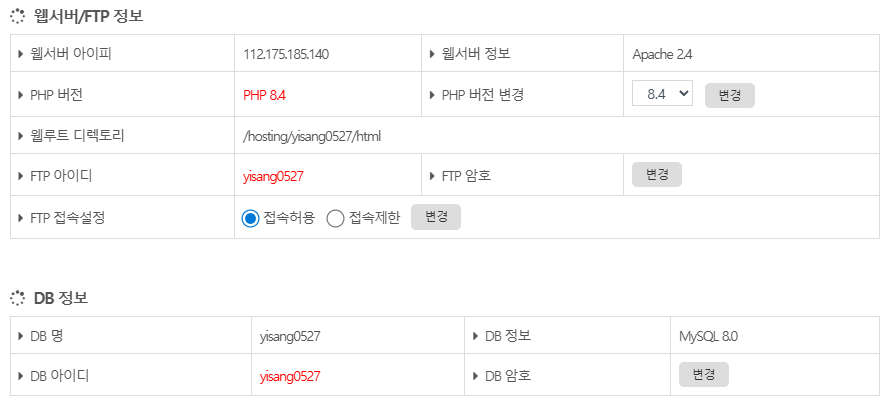 웹서버/FTP 정보
웹서버 아이피 112.175.185.140 웹서버 정보 Apache 2.4
PHP 버전 PHP 8.4 PHP 버전 변경 8.4 변경
웹루트 디렉토리 /hosting/yisang0527/html
FTP 아이디 yisang0527 FTP 암호 변경
FTP 접속설정 접속허용 접속제한 변경
DB 정보
DB 명 yisang0527 DB 정보 MySQL 8.0
DB 아이디 yisang0527 DB 암호 변경